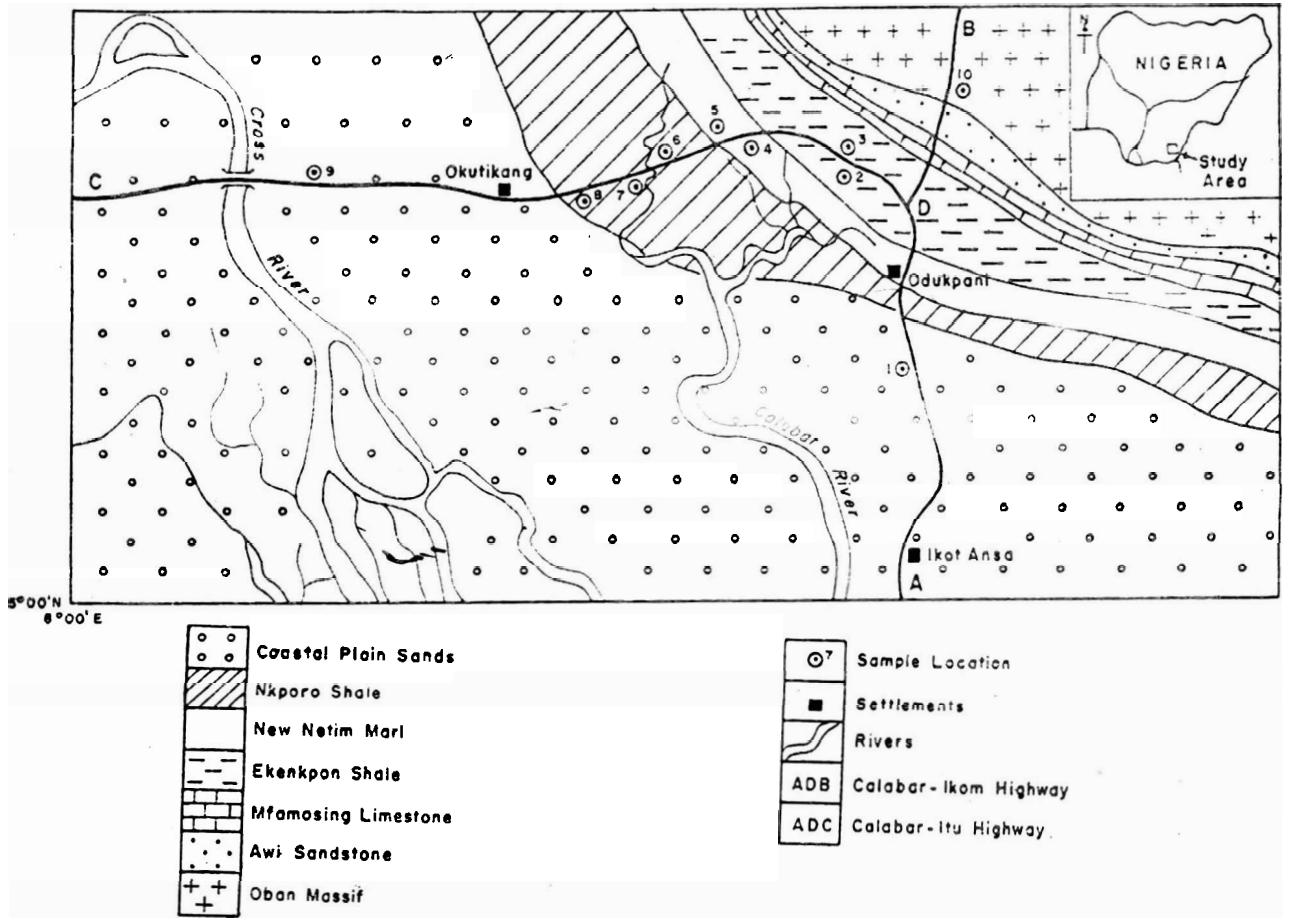 B
N
NIGERIA
Study
Area
10
5
Cross
6
4
3
C
9
Okutikang
2
7
8
D
River
Odukpani
1
Calabar
River
Ikot Ansa
A
5°00'N
8°00'E
Coastal Plain Sands
Nkporo Shale
New Netim Marl
Ekenkpon Shale
Mfamosing Limestone
Awi Sandstone
Oban Massif
7 Sample Location
Settlements
Rivers
ADB Calabar-Ikom Highway
ADC Calabar-Itu Highway